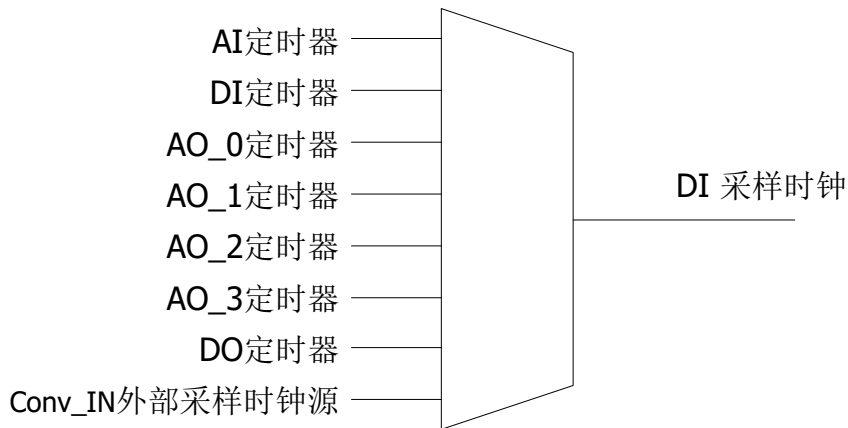 AI定时器
DI定时器
AO_0定时器
AO_1定时器
AO_2定时器
AO_3定时器
DO定时器
Conv_IN外部采样时钟源
DI 采样时钟